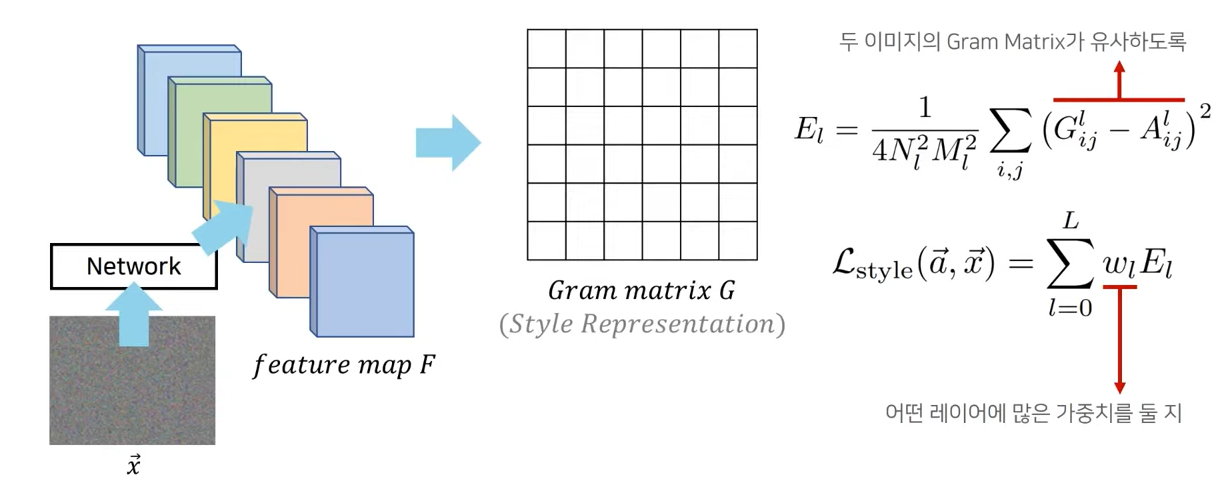 두 이미지의 Gram Matrix가 유사하도록
E_l = \frac{1}{4N_l^2 M_l^2} \sum_{i,j} (G_{ij}^l - A_{ij}^l)^2
Network
\mathcal{L}_{style}(\vec{a}, \vec{x}) = \sum_{l=0}^{L} w_l E_l
Gram matrix G
(Style Representation)
feature map F
어떤 레이어에 많은 가중치를 둘 지
\vec{x}